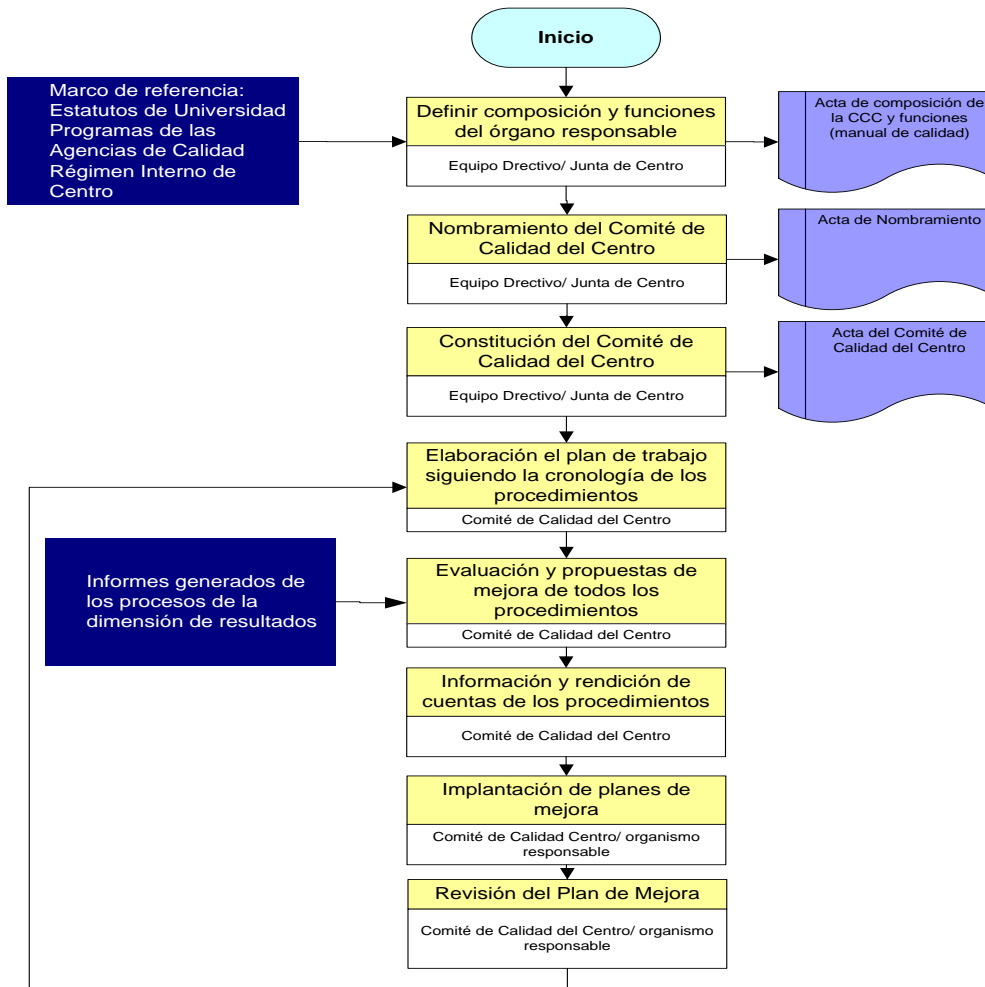 Inicio
Marco de referencia:
Estatutos de Universidad
Programas de las
Agencias de Calidad
Régimen Interno de
Centro
Definir composición y funciones
del órgano responsable
Equipo Drectivo/ Junta de Centro
Acta de composición de
la CCC y funciones
(manual de calidad)
Nombramiento del Comité de
Calidad del Centro
Equipo Drectivo/ Junta de Centro
Acta de Nombramiento
Constitución del Comité de
Calidad del Centro
Equipo Drectivo/ Junta de Centro
Acta del Comité de
Calidad del Centro
Elaboración el plan de trabajo
siguiendo la cronología de los
procedimientos
Comité de Calidad del Centro
Informes generados de
los procesos de la
dimensión de resultados
Evaluación y propuestas de
mejora de todos los
procedimientos
Comité de Calidad del Centro
Información y rendición de
cuentas de los procedimientos
Comité de Calidad del Centro
Implantación de planes de
mejora
Comité de Calidad Centro/ organismo
responsable
Revisión del Plan de Mejora
Comité de Calidad del Centro/ organismo
responsable